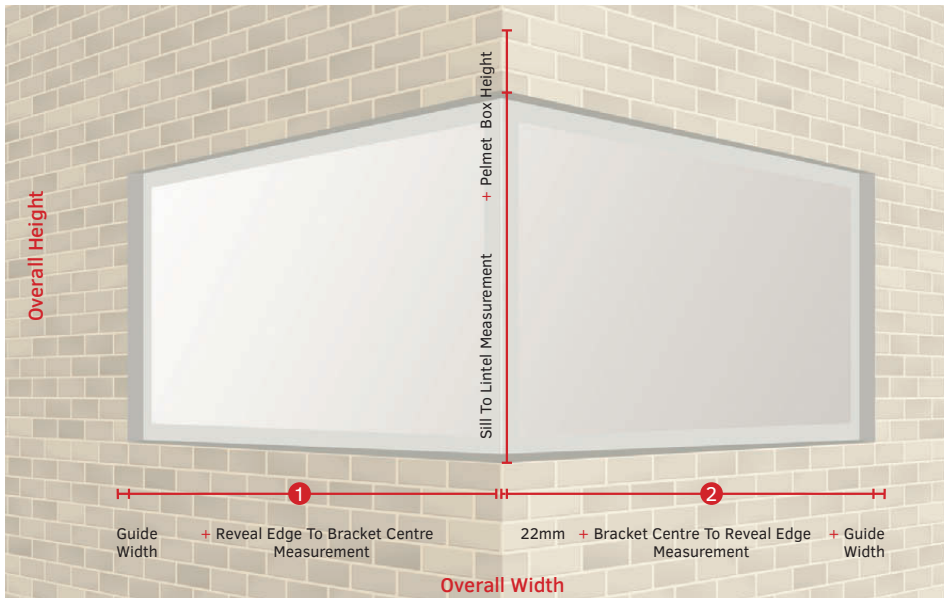 Overall Height
Sill To Lintel Measurement + Pelmet Box Height
1
2
Guide
Width
+ Reveal Edge To Bracket Centre
Measurement
22mm + Bracket Centre To Reveal Edge
Measurement
+ Guide
Width
Overall Width